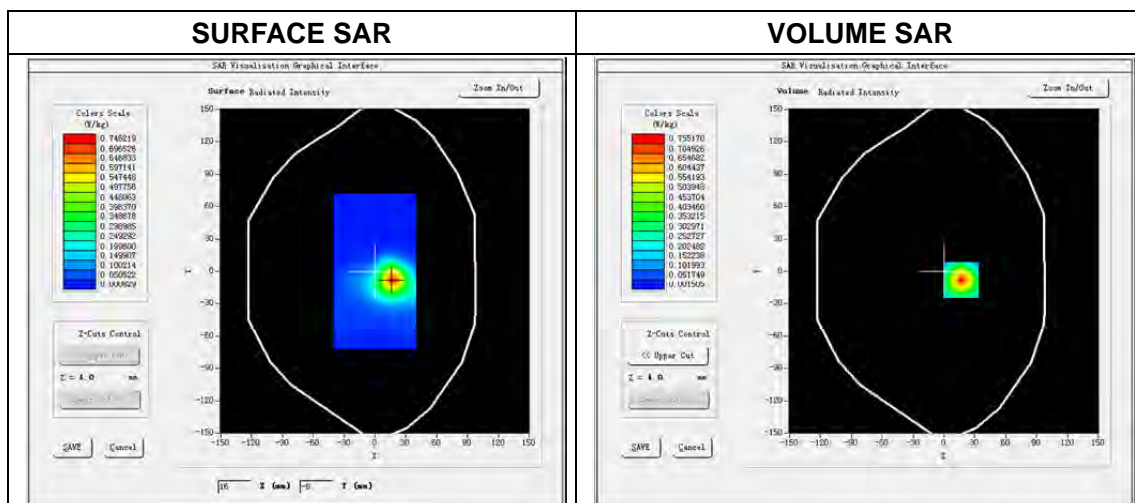 SURFACE SAR
SAR Visualisation Graphical Interface
Surface Radiated Intensity
Zoom In/Out
Colors Scale
(W/kg)
0.746219
0.696526
0.646833
0.597141
0.547448
0.497756
0.448063
0.398370
0.348678
0.298985
0.249292
0.199600
0.149907
0.100214
0.050522
0.000829
150
120
90
60
30
0
-30
-60
-90
-120
-150
Y
-150 -120 -90 -60 -30 0 30 60 90 120 150
X
Z-Cuts Control
Z = 4.0 mm
SAVE Cancel
16 X (mm) -8 Y (mm)
VOLUME SAR
SAR Visualisation Graphical Interface
Volume Radiated Intensity
Zoom In/Out
Colors Scale
(W/kg)
0.755170
0.704926
0.654682
0.604437
0.554193
0.503948
0.453704
0.403460
0.353215
0.302971
0.252727
0.202482
0.152238
0.101993
0.051749
0.001505
150
120
90
60
30
0
-30
-60
-90
-120
-150
Y
-150 -120 -90 -60 -30 0 30 60 90 120 150
X
Z-Cuts Control
<< Upper Cut
Z = 4.0 mm
SAVE Cancel